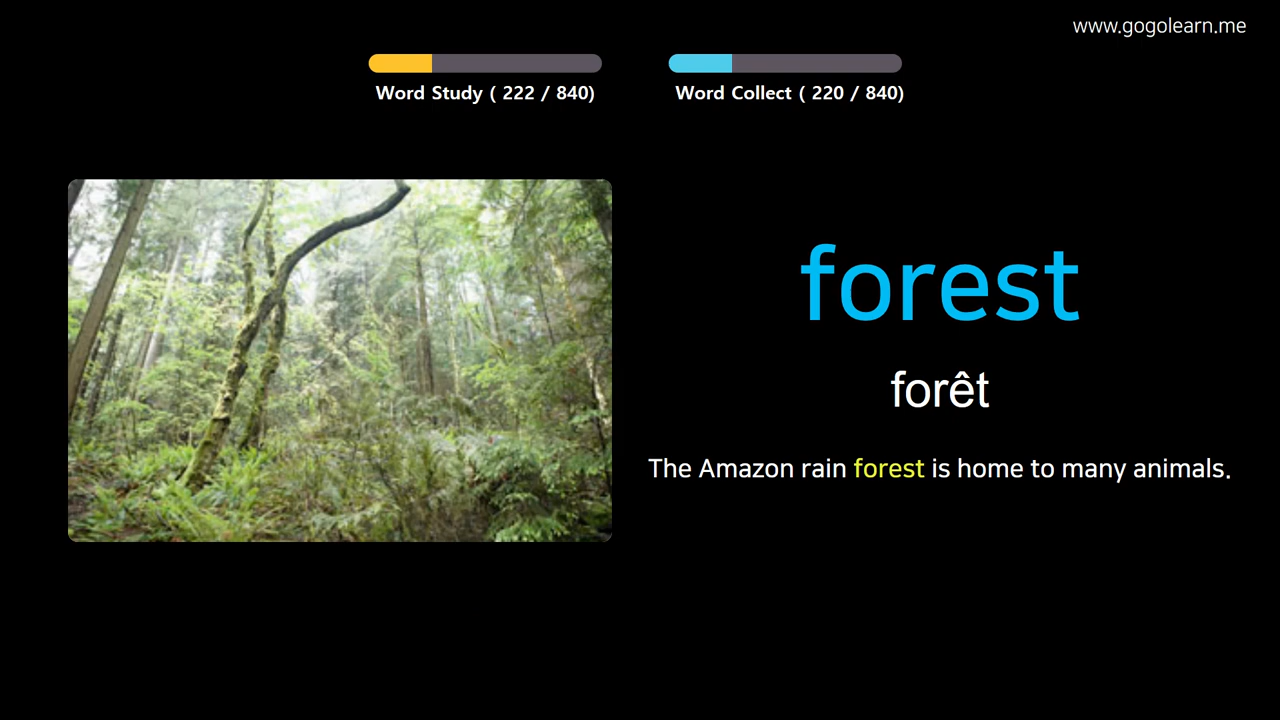 www.gogolearn.me
Word Study ( 222 / 840)
Word Collect ( 220 / 840)
forest
forêt
The Amazon rain forest is home to many animals.